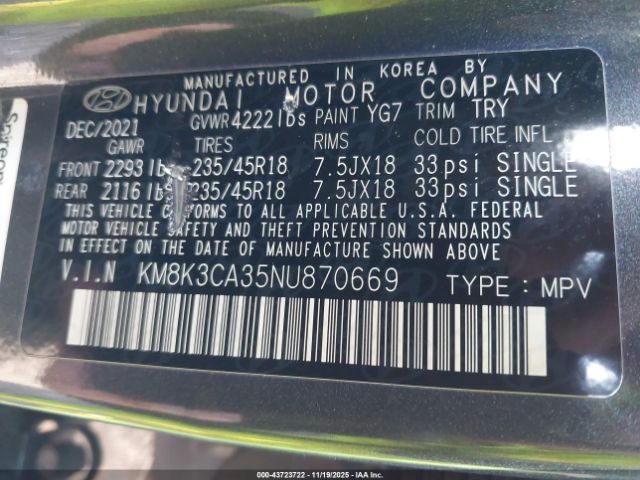 MANUFACTURED IN KOREA BY
HYUNDAI MOTOR COMPANY
DEC/2021 GVWR 4222 lbs PAINT YG7 TRIM TRY
GAWR TIRES RIMS COLD TIRE INFL.
FRONT 2293 lbs 235/45R18 7.5JX18 33psi SINGLE
REAR 2116 lbs 235/45R18 7.5JX18 33psi SINGLE
THIS VEHICLE CONFORMS TO ALL APPLICABLE U.S.A. FEDERAL
MOTOR VEHICLE SAFETY AND THEFT PREVENTION STANDARDS
IN EFFECT ON THE DATE OF MANUFACTURE SHOWN ABOVE
V.I.N KM8K3CA35NU870669 TYPE : MPV
000-43723722 - 11/19/2025 - IAA Inc.